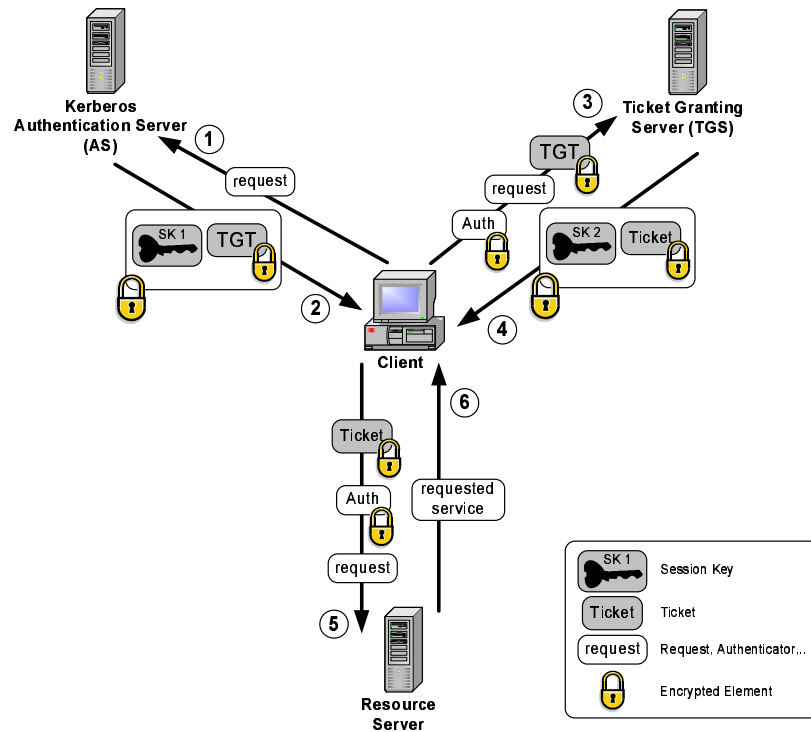 Kerberos
Authentication Server
(AS)
1
request
SK 1
TGT
2
3
Ticket Granting
Server (TGS)
TGT
request
Auth
SK 2
Ticket
4
Client
Ticket
Auth
request
5
6
requested
service
Resource
Server
SK 1
Session Key
Ticket
Ticket
request
Request, Authenticator...
Encrypted Element